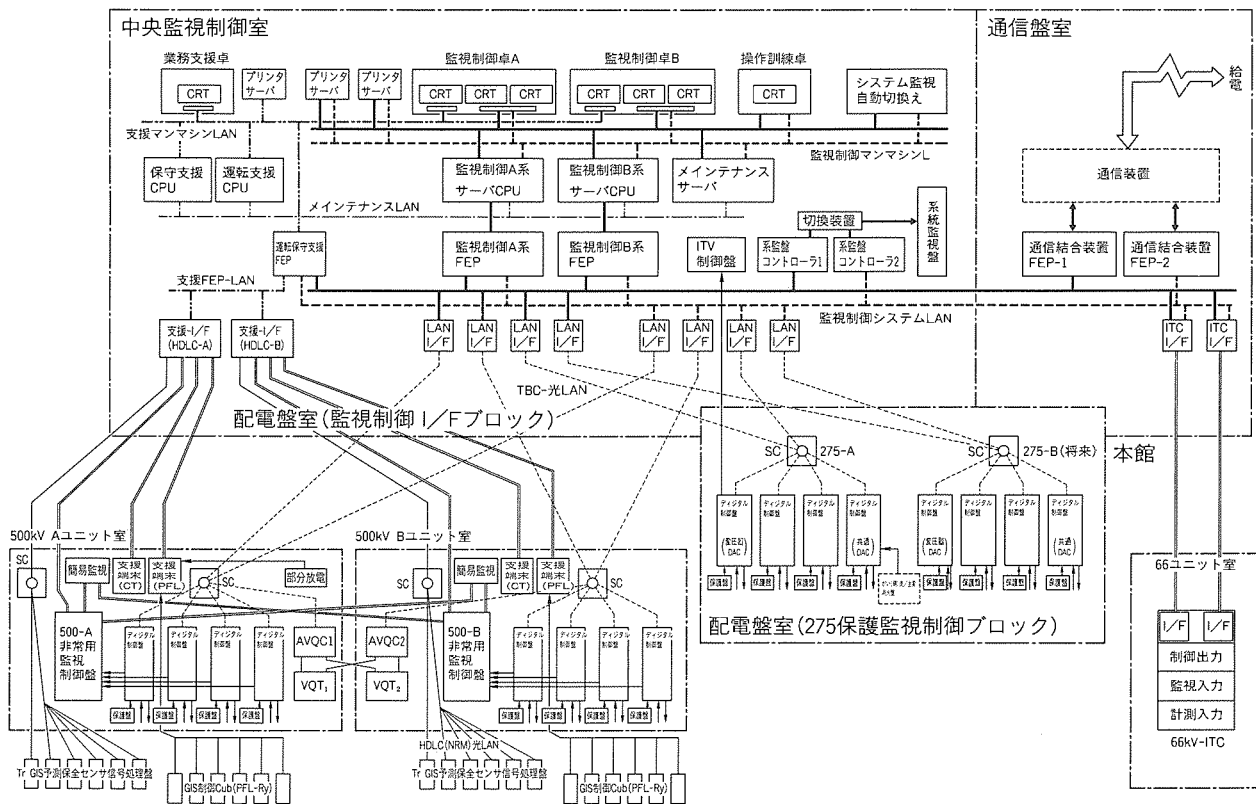 中央監視制御室
通信盤室
業務支援卓
CRT
プリンタ
サーバ
プリンタ
サーバ
プリンタ
サーバ
監視制御卓A
CRT
CRT
CRT
監視制御卓B
CRT
CRT
CRT
操作訓練卓
CRT
システム監視
自動切換え
給電
支援マンマシンLAN
監視制御マンマシンL
保守支援
CPU
運転支援
CPU
監視制御A系
サーバCPU
監視制御B系
サーバCPU
メインテナンス
サーバ
通信装置
メインテナンスLAN
切換装置
系統監視盤
運転保守支援
FEP
監視制御A系
FEP
監視制御B系
FEP
ITV
制御盤
系監盤
コントローラ1
系監盤
コントローラ2
通信結合装置
FEP-1
通信結合装置
FEP-2
支援FEP-LAN
監視制御システムLAN
支援-I/F
(HDLC-A)
支援-I/F
(HDLC-B)
LAN
I/F
LAN
I/F
LAN
I/F
LAN
I/F
LAN
I/F
LAN
I/F
LAN
I/F
LAN
I/F
ITC
I/F
ITC
I/F
TBC-光LAN
配電盤室(監視制御I/Fブロック)
SC
275-A
SC
275-B(将来)
本館
ディジタル
制御盤
(変圧器)
DAC
ディジタル
制御盤
ディジタル
制御盤
ディジタル
制御盤
(共通)
DAC
ディジタル
制御盤
(変圧器)
DAC
ディジタル
制御盤
ディジタル
制御盤
ディジタル
制御盤
(共通)
DAC
保護盤
保護盤
保護盤
保護盤
保護盤
保護盤
保護盤
保護盤
配電盤室(275保護監視制御ブロック)
500kV Aユニット室
SC
簡易監視
支援
端末
(CT)
支援
端末
(PFL)
SC
部分放電
500-A
非常用
監視
制御盤
ディジタル
制御盤
ディジタル
制御盤
ディジタル
制御盤
ディジタル
制御盤
AVQC1
VQT₁
保護盤
保護盤
保護盤
保護盤
Tr GIS予測保全センサ信号処理盤
GIS制御Cub(PFL-Ry)
500kV Bユニット室
SC
簡易監視
支援
端末
(CT)
支援
端末
(PFL)
SC
AVQC2
VQT₂
500-B
非常用
監視
制御盤
ディジタル
制御盤
ディジタル
制御盤
ディジタル
制御盤
ディジタル
制御盤
保護盤
保護盤
保護盤
保護盤
HDLC(NRM)光LAN
Tr GIS予測保全センサ信号処理盤
GIS制御Cub(PFL-Ry)
66ユニット室
I/F
I/F
制御出力
監視入力
計測入力
66kV-ITC